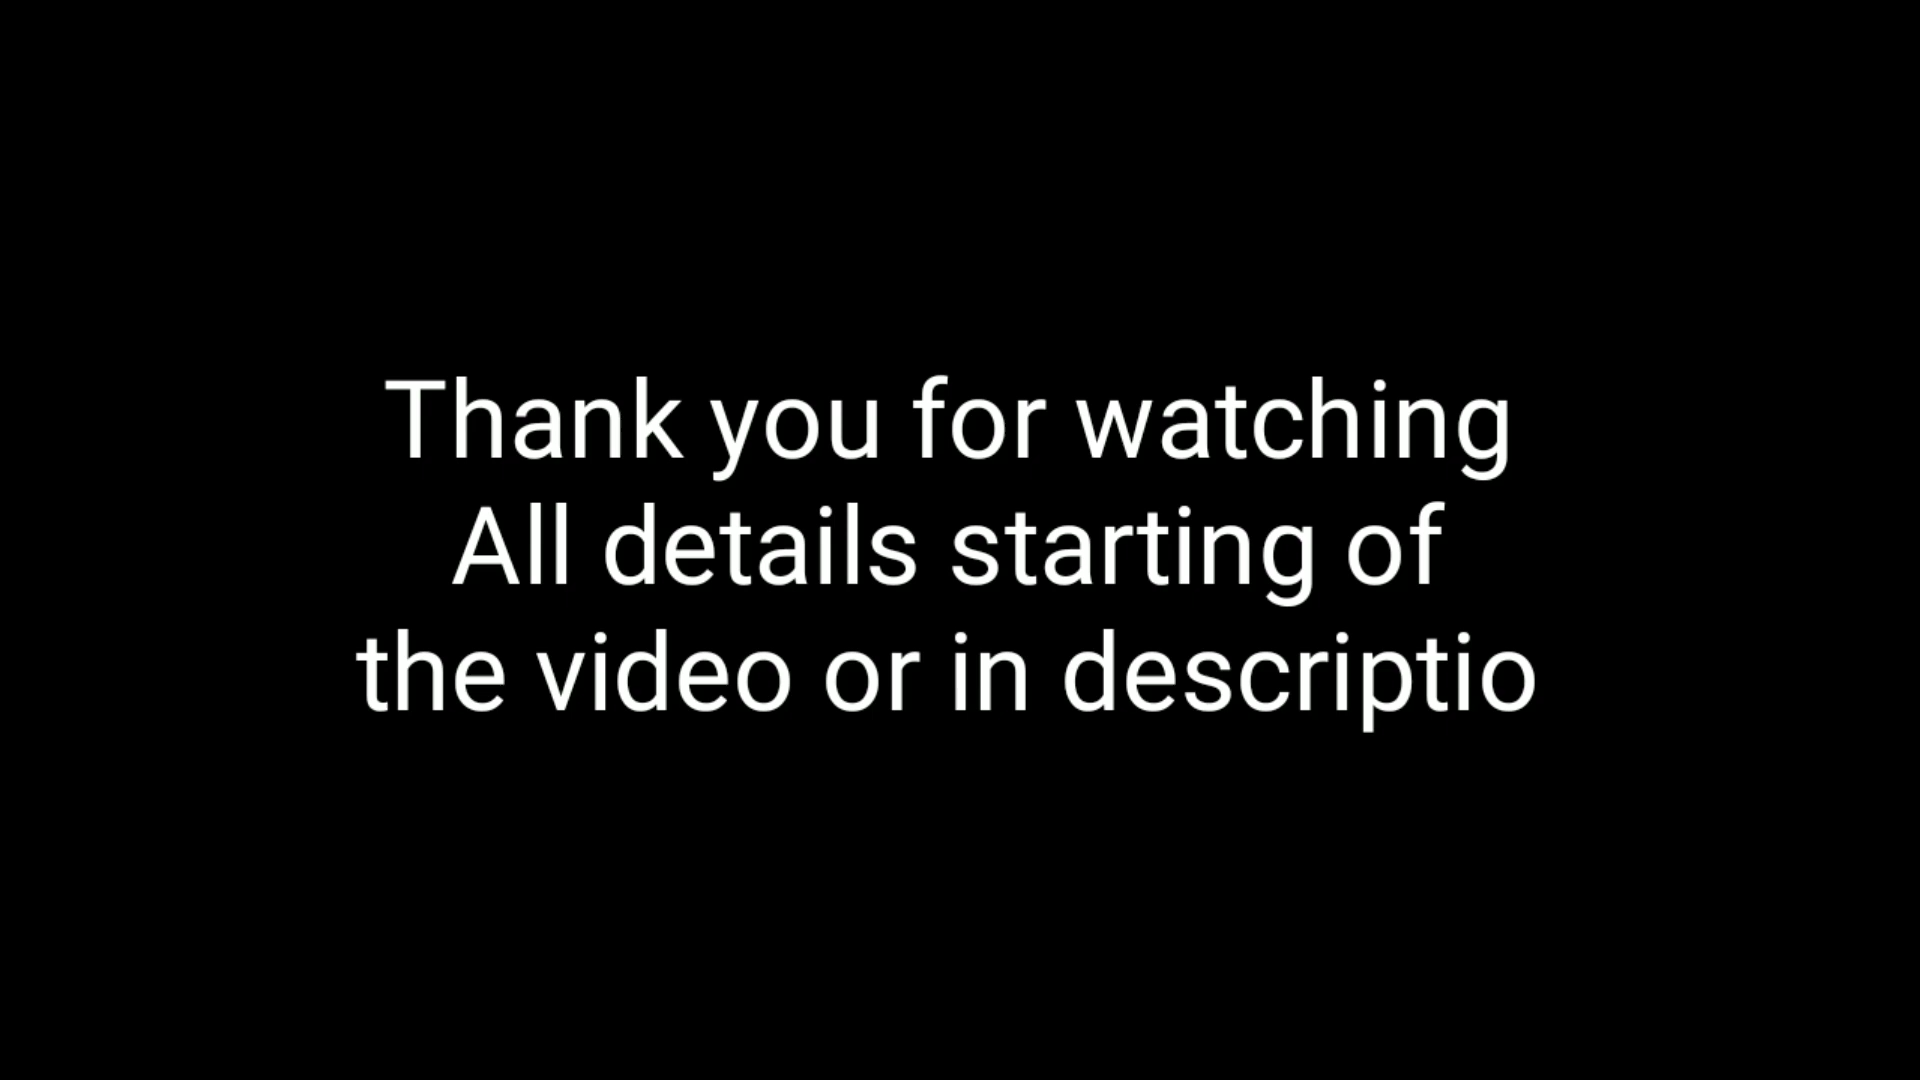 Thank you for watching
All details starting of
the video or in descriptio